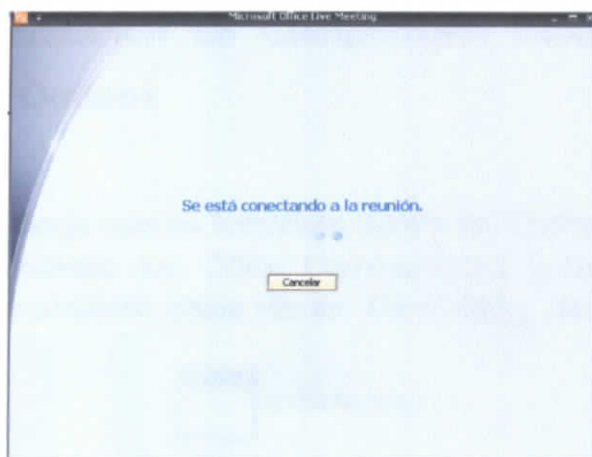 Microsoft Office Live Meeting
Se está conectando a la reunión.
Cancelar